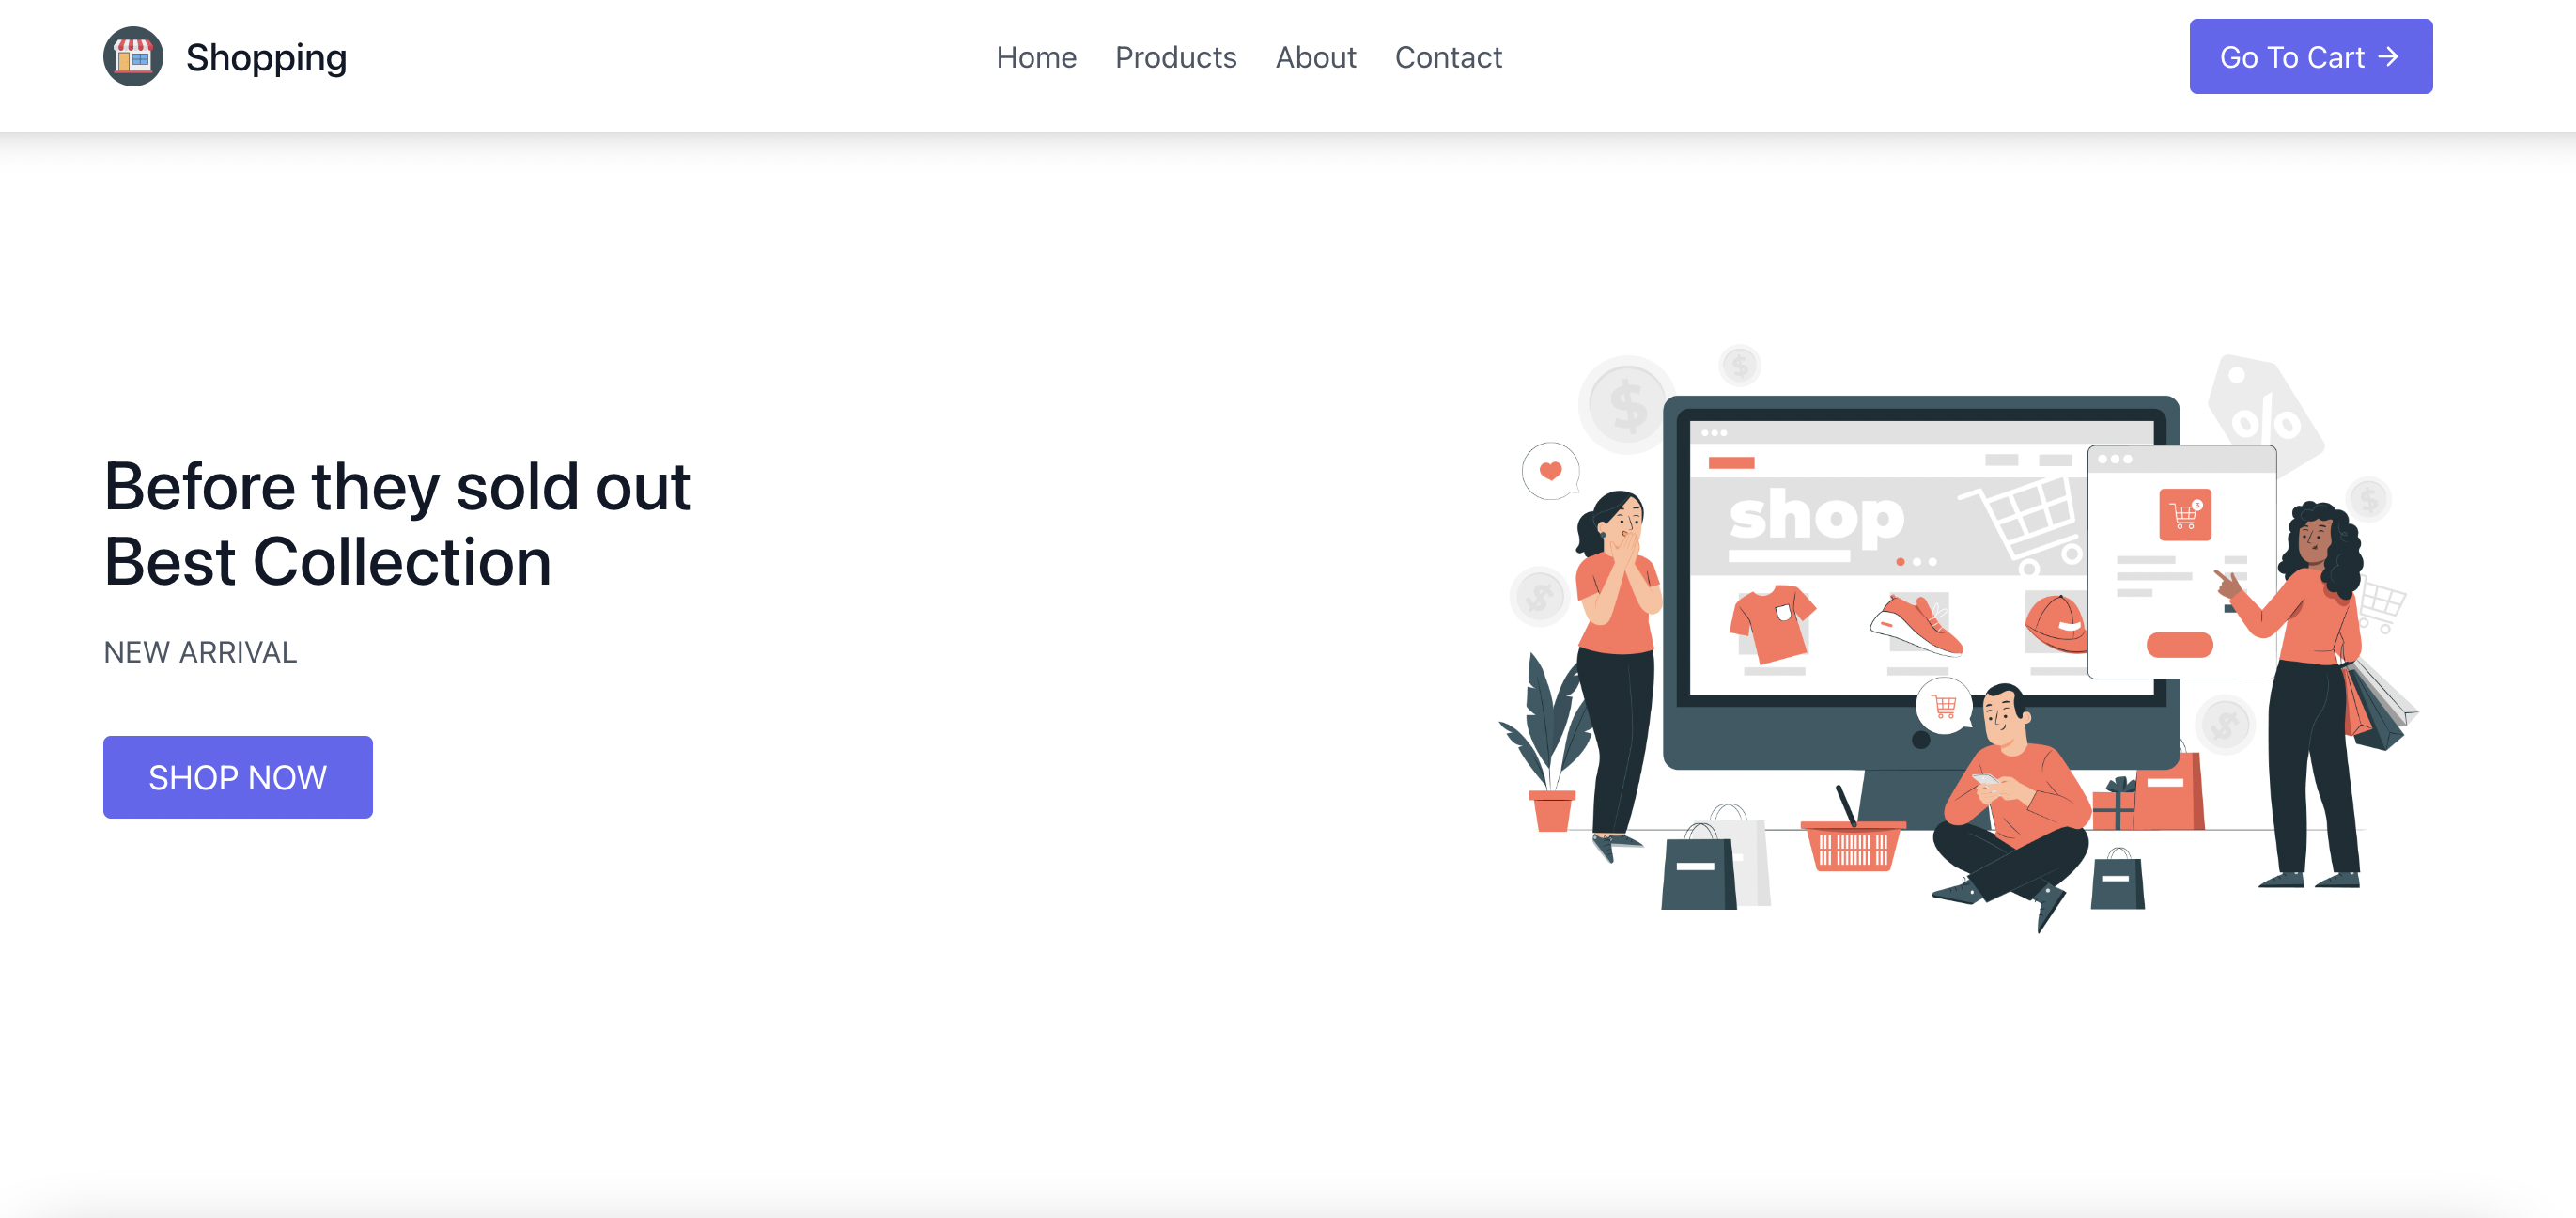 Shopping
Home Products About Contact
Go To Cart →
Before they sold out
Best Collection
NEW ARRIVAL
SHOP NOW
$
$
%
shop
$
$
$